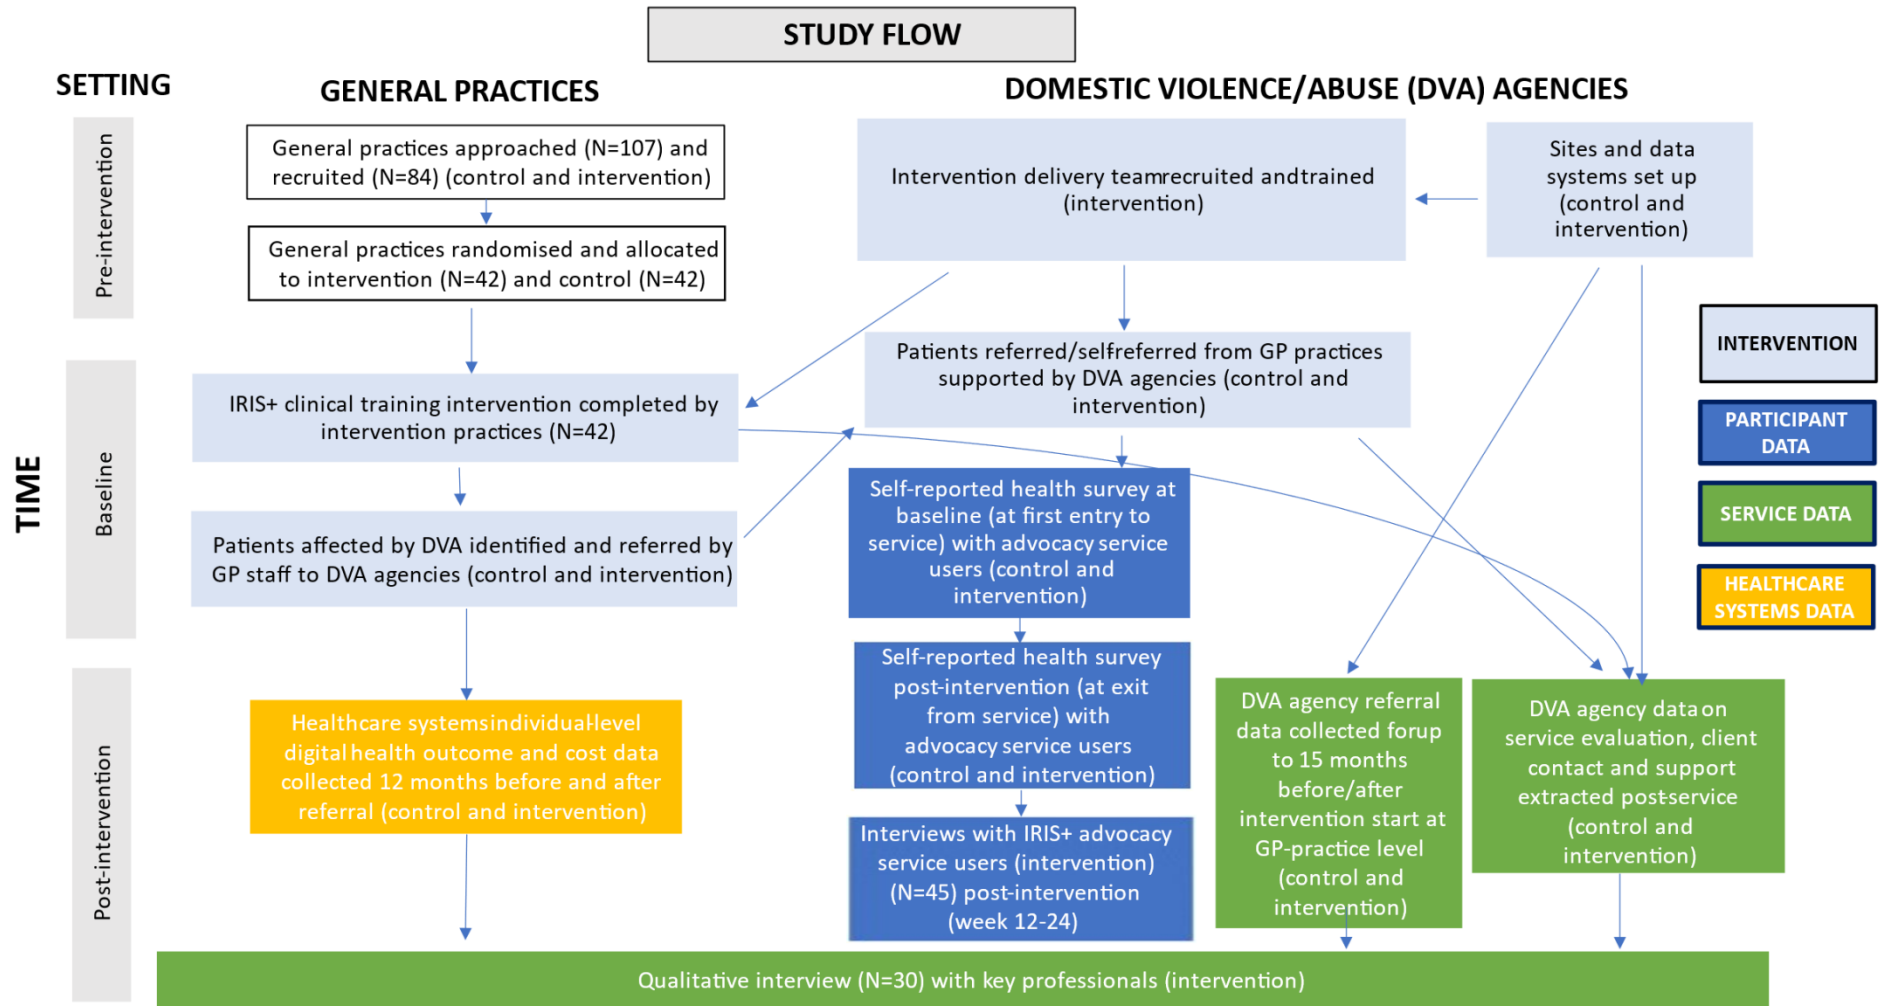 STUDY FLOW
SETTING
GENERAL PRACTICES
DOMESTIC VIOLENCE/ABUSE (DVA) AGENCIES
TIME
Pre-intervention
Baseline
Post-intervention
General practices approached (N=107) and
recruited (N=84) (control and intervention)
General practices randomised and allocated
to intervention (N=42) and control (N=42)
IRIS+ clinical training intervention completed by
intervention practices (N=42)
Patients affected by DVA identified and referred by
GP staff to DVA agencies (control and intervention)
Healthcare systemsindividual-level
digital health outcome and cost data
collected 12 months before and after
referral (control and intervention)
Intervention delivery teamrecruited andtrained
(intervention)
Sites and data
systems set up
(control and
intervention)
Patients referred/self-referred from GP practices
supported by DVA agencies (control and
intervention)
Self-reported health survey at
baseline (at first entry to
service) with advocacy service
users (control and
intervention)
Self-reported health survey
post-intervention (at exit
from service) with
advocacy service users
(control and intervention)
Interviews with IRIS+ advocacy
service users (intervention)
(N=45) post-intervention
(week 12-24)
DVA agency referral
data collected forup
to 15 months
before/after
intervention start at
GP-practice level
(control and
intervention)
DVA agency data on
service evaluation, client
contact and support
extracted post-service
(control and
intervention)
INTERVENTION
PARTICIPANT
DATA
SERVICE DATA
HEALTHCARE
SYSTEMS DATA
Qualitative interview (N=30) with key professionals (intervention)